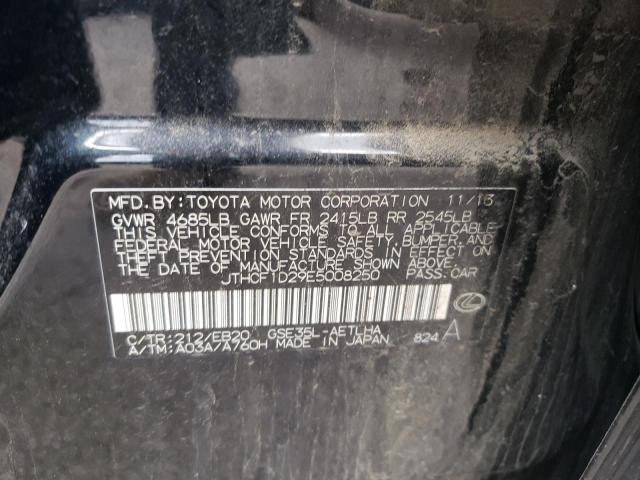 MFD.BY:TOYOTA MOTOR CORPORATION 11/13
GVWR 4685LB GAWR FR 2415LB RR 2545LB
THIS VEHICLE CONFORMS TO ALL APPLICABLE
FEDERAL MOTOR VEHICLE SAFETY, BUMPER, AND
THEFT PREVENTION STANDARDS IN EFFECT ON
THE DATE OF MANUFACTURE SHOWN ABOVE.
JTHCF1D29E5008250 PASS.CAR
C/TR:212/EB20 GSE35L-AETLHA
A/TM:A03A/A760H MADE IN JAPAN 824 A